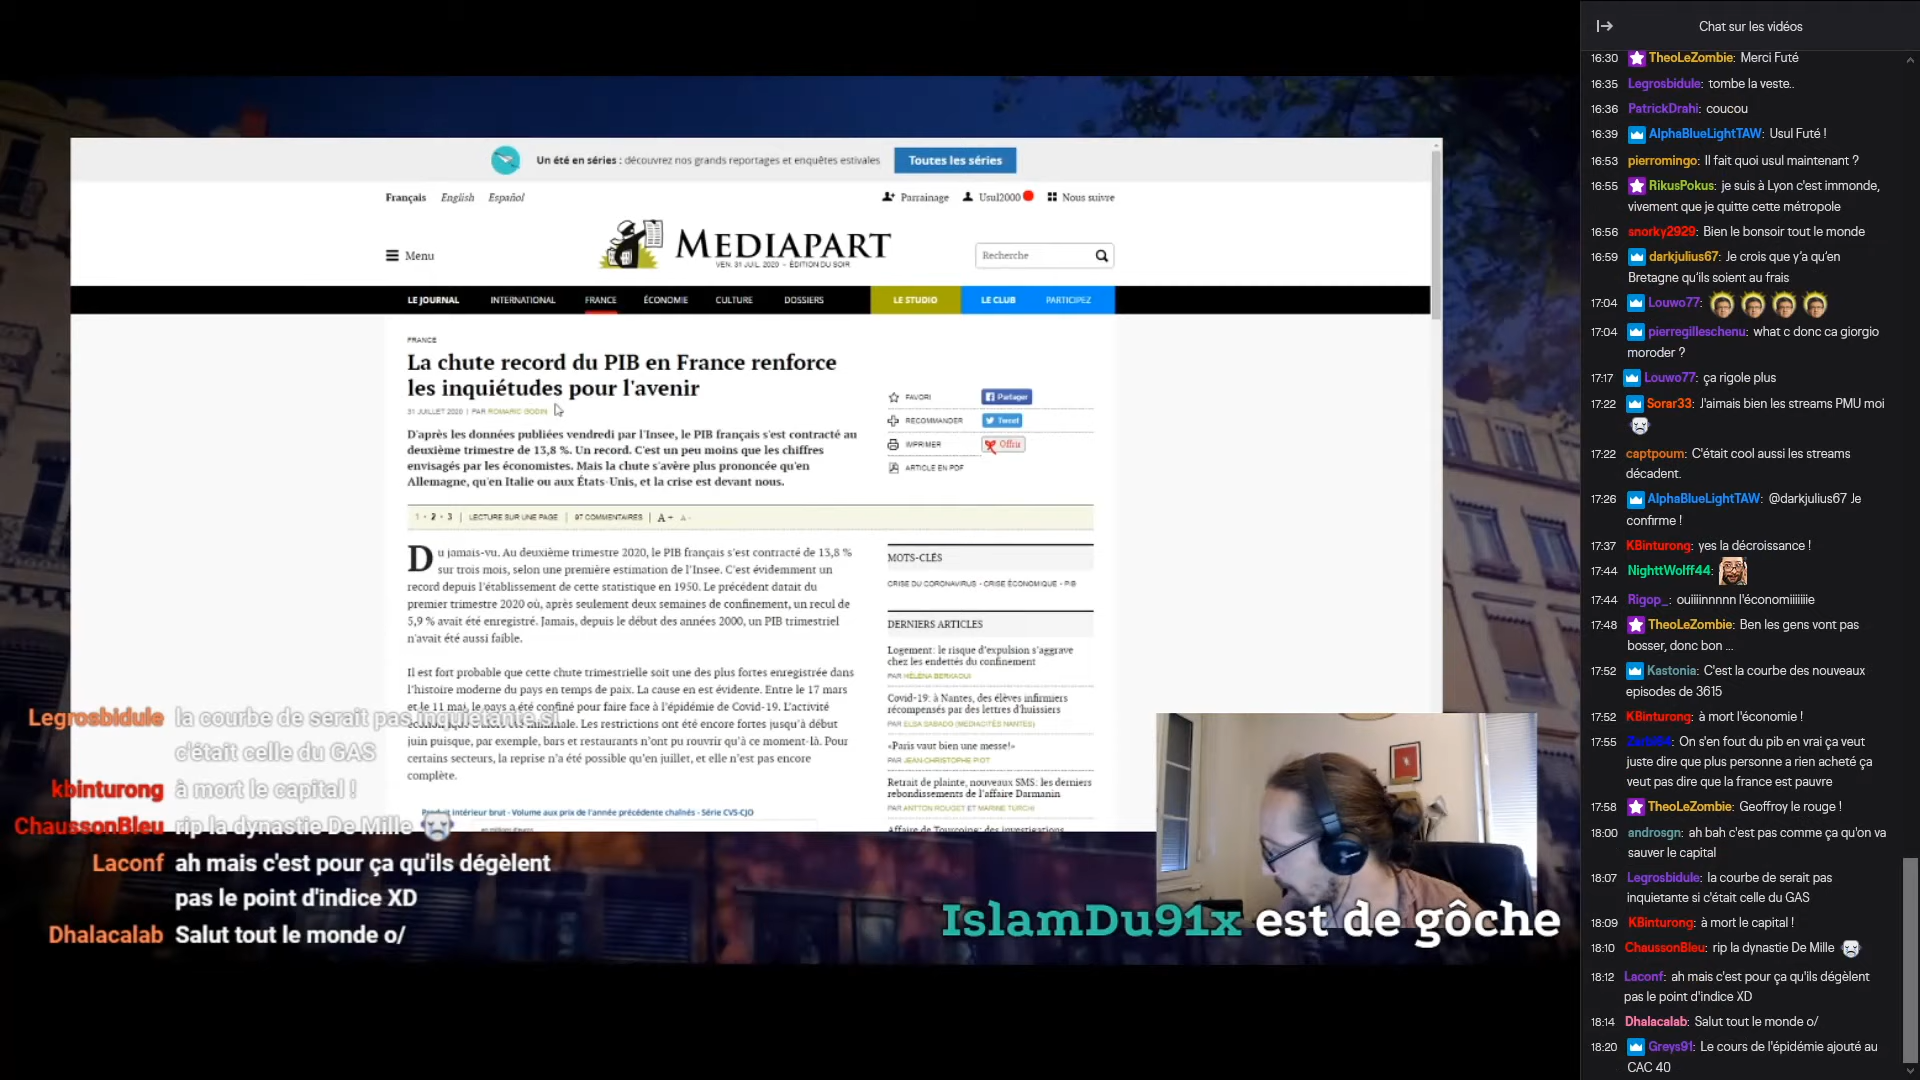 Un été en séries : découvrez nos grands reportages et enquêtes estivales
Toutes les séries
Français English Español
Parrainage Usul2000 Nous suivre
Menu
MEDIAPART
VEN. 31 JUIL. 2020 - ÉDITION DU SOIR
Recherche
LE JOURNAL INTERNATIONAL FRANCE ÉCONOMIE CULTURE DOSSIERS LE STUDIO LE CLUB PARTICIPEZ
FRANCE
La chute record du PIB en France renforce
les inquiétudes pour l'avenir
31 JUILLET 2020 | PAR ROMARIC GODIN
D'après les données publiées vendredi par l'Insee, le PIB français s'est contracté au
deuxième trimestre de 13,8 %. Un record. C'est un peu moins que les chiffres
envisagés par les économistes. Mais la chute s'avère plus prononcée qu'en
Allemagne, qu'en Italie ou aux États-Unis, et la crise est devant nous.
FAVORI Partager
RECOMMANDER Tweet
IMPRIMER Offrir
ARTICLE EN PDF
1 • 2 • 3 | LECTURE SUR UNE PAGE | 97 COMMENTAIRES | A+ A-
Du jamais-vu. Au deuxième trimestre 2020, le PIB français s'est contracté de 13,8 %
sur trois mois, selon une première estimation de l'Insee. C'est évidemment un
record depuis l'établissement de cette statistique en 1950. Le précédent datait du
premier trimestre 2020 où, après seulement deux semaines de confinement, un recul de
5,9 % avait été enregistré. Jamais, depuis le début des années 2000, un PIB trimestriel
n'avait été aussi faible.
Il est fort probable que cette chute trimestrielle soit une des plus fortes enregistrée dans
l'histoire moderne du pays en temps de paix. La cause en est évidente. Entre le 17 mars
et le 11 mai, le pays a été confiné pour faire face à l'épidémie de Covid-19. L'activité
Les restrictions ont été encore fortes jusqu'à début
juin puisque, par exemple, bars et restaurants n'ont pu rouvrir qu'à ce moment-là. Pour
certains secteurs, la reprise n'a été possible qu'en juillet, et elle n'est pas encore
complète.
Produit intérieur brut - Volume aux prix de l'année précédente chaînés - Série CVS-CJO
MOTS-CLÉS
CRISE DU CORONAVIRUS - CRISE ÉCONOMIQUE - PIB
DERNIERS ARTICLES
Logement: le risque d'expulsion s'aggrave
chez les endettés du confinement
PAR HÉLÉNA BERKAOUI
Covid-19: à Nantes, des élèves infirmiers
récompensés par des lettres d'huissiers
PAR ELSA SABADO (MEDIACITÉS NANTES)
«Paris vaut bien une messe!»
PAR JEAN-CHRISTOPHE PIOT
Retrait de plainte, nouveaux SMS: les derniers
rebondissements de l'affaire Darmanin
PAR ANTTON ROUGET ET MARINE TURCHI
Affaire de Tourcoing: des investigations
Legrosbidule la courbe de serait pas inquietante si
c'était celle du GAS
kbinturong à mort le capital !
ChaussonBleu rip la dynastie De Mille
Laconf ah mais c'est pour ça qu'ils dégèlent
pas le point d'indice XD
Dhalacalab Salut tout le monde o/
IslamDu91x est de gôche
Chat sur les vidéos
16:30 TheoLeZombie: Merci Futé
16:35 Legrosbidule: tombe la veste..
16:36 PatrickDrahi: coucou
16:39 AlphaBlueLightTAW: Usul Futé !
16:53 pierromingo: Il fait quoi usul maintenant ?
16:55 RikusPokus: je suis à Lyon c'est immonde,
vivement que je quitte cette métropole
16:56 snorky2929: Bien le bonsoir tout le monde
16:59 darkjulius67: Je crois que y'a qu'en
Bretagne qu'ils soient au frais
17:04 Louwo77:
17:04 pierregilleschenu: what c donc ca giorgio
moroder ?
17:17 Louwo77: ça rigole plus
17:22 Sorar33: J'aimais bien les streams PMU moi
17:22 captpoum: C'était cool aussi les streams
décadent.
17:26 AlphaBlueLightTAW: @darkjulius67 Je
confirme !
17:37 KBinturong: yes la décroissance !
17:44 NighttWolff44:
17:44 Rigop_: ouiiiinnnnn l'économiiiiiiie
17:48 TheoLeZombie: Ben les gens vont pas
bosser, donc bon ...
17:52 Kastonia: C'est la courbe des nouveaux
episodes de 3615
17:52 KBinturong: à mort l'économie !
17:55 On s'en fout du pib en vrai ça veut
juste dire que plus personne a rien acheté ça
veut pas dire que la france est pauvre
17:58 TheoLeZombie: Geoffroy le rouge !
18:00 androsgn: ah bah c'est pas comme ça qu'on va
sauver le capital
18:07 Legrosbidule: la courbe de serait pas
inquietante si c'était celle du GAS
18:09 KBinturong: à mort le capital !
18:10 ChaussonBleu: rip la dynastie De Mille
18:12 Laconf: ah mais c'est pour ça qu'ils dégèlent
pas le point d'indice XD
18:14 Dhalacalab: Salut tout le monde o/
18:20 Greys91: Le cours de l'épidémie ajouté au
CAC 40